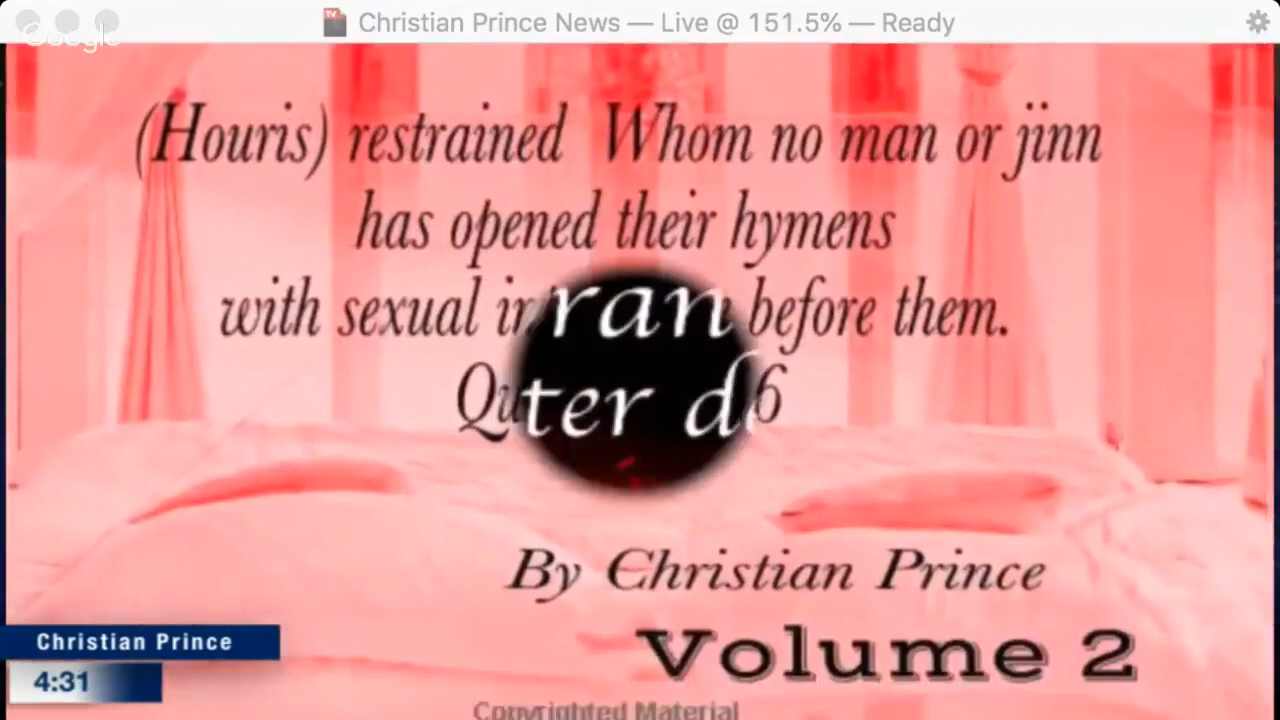 Christian Prince News — Live @ 151.5% — Ready
Google
(Houris) restrained Whom no man or jinn
has opened their hymens
with sexual in ran before them.
Qu ter d 6
By Christian Prince
Volume 2
Christian Prince
4:31
Copyrighted Material